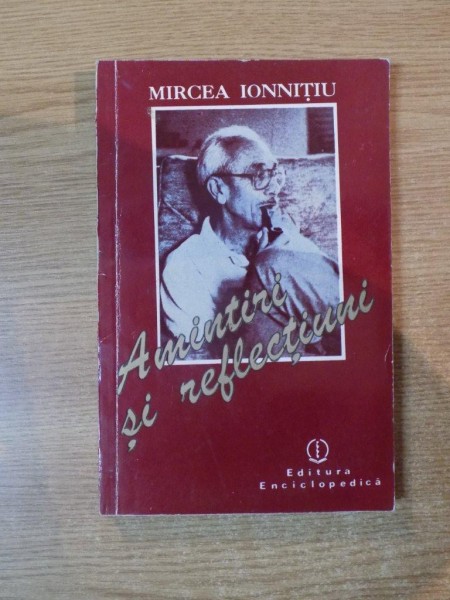 MIRCEA IONNIȚIU
Amintiri
și reflecțiuni
Editura
Enciclopedică